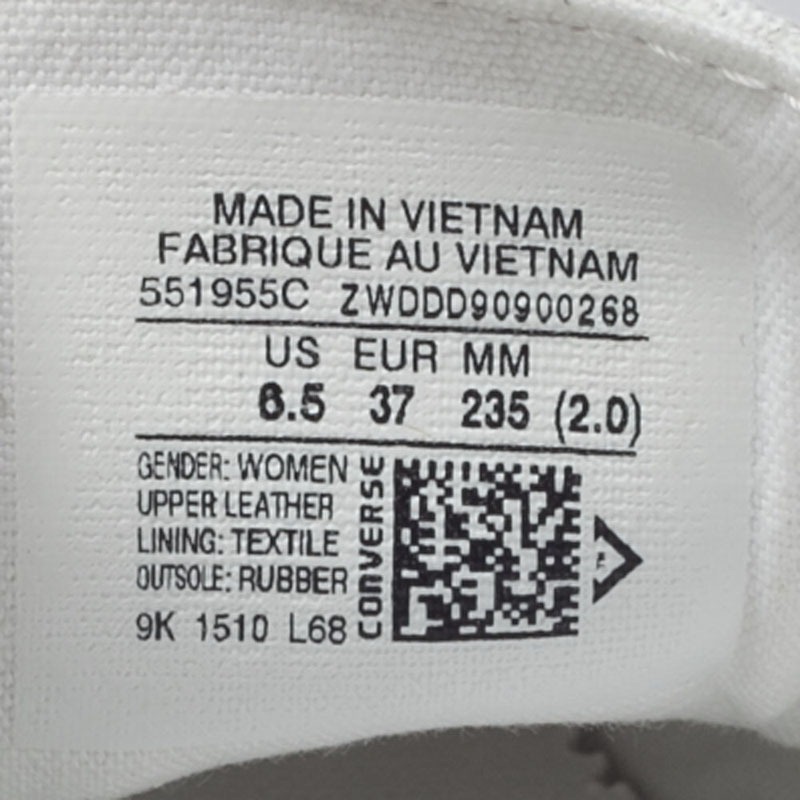 MADE IN VIETNAM
FABRIQUE AU VIETNAM
551955C ZWDDD90900268
US EUR MM
6.5 37 235 (2.0)
GENDER: WOMEN
UPPER LEATHER
LINING: TEXTILE
OUTSOLE: RUBBER
9K 1510 L68
CONVERSE